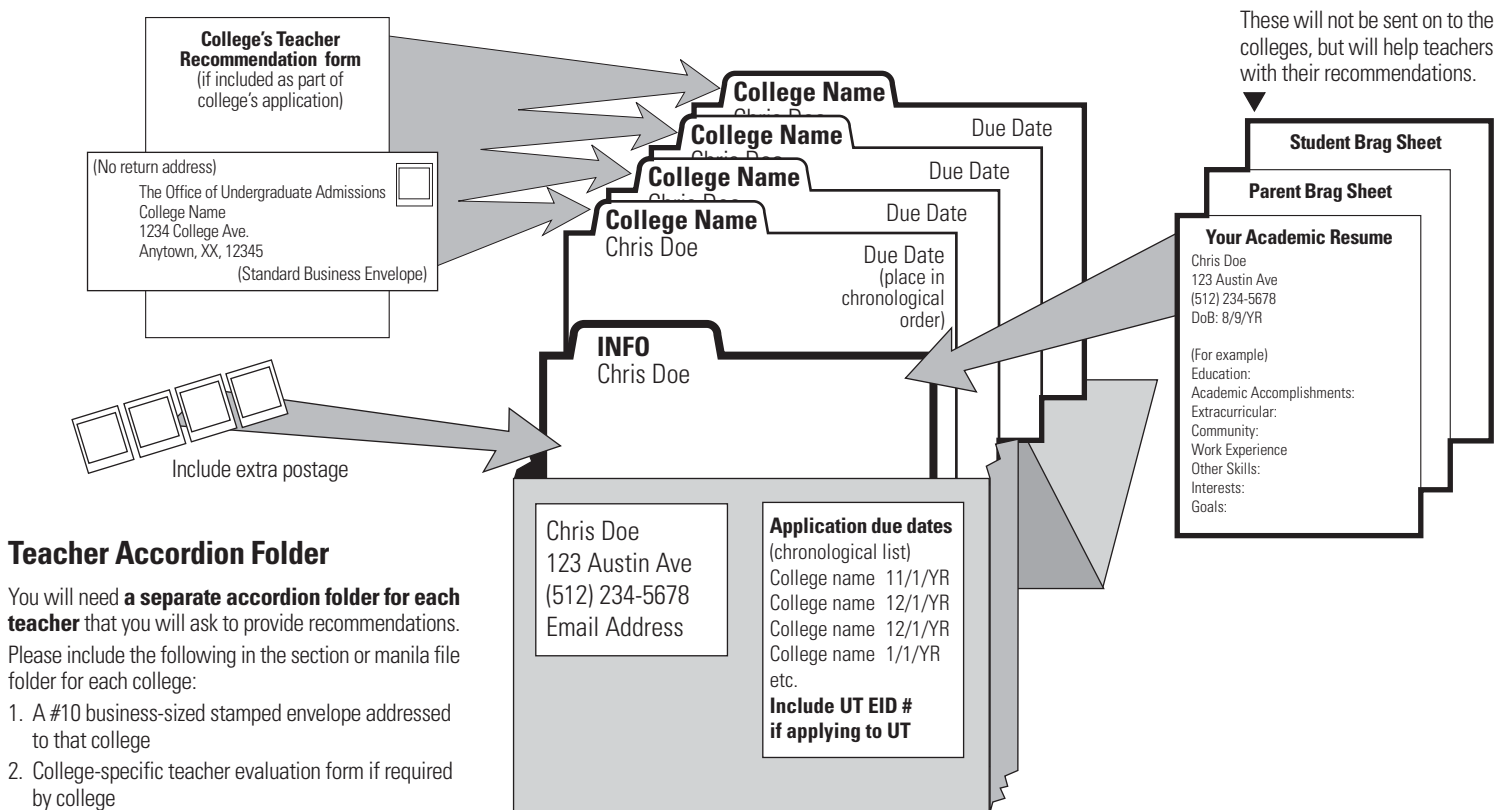 College's Teacher
Recommendation form
(if included as part of
college's application)
(No return address)
The Office of Undergraduate Admissions
College Name
1234 College Ave.
Anytown, XX, 12345
(Standard Business Envelope)
Include extra postage
College Name
Chris Doe
Due Date
College Name
Chris Doe
Due Date
College Name
Chris Doe
Due Date
College Name
Chris Doe
Due Date
(place in
chronological
order)
INFO
Chris Doe
These will not be sent on to the
colleges, but will help teachers
with their recommendations.
Student Brag Sheet
Parent Brag Sheet
Your Academic Resume
Chris Doe
123 Austin Ave
(512) 234-5678
DoB: 8/9/YR
(For example)
Education:
Academic Accomplishments:
Extracurricular:
Community:
Work Experience
Other Skills:
Interests:
Goals:
Chris Doe
123 Austin Ave
(512) 234-5678
Email Address
Application due dates
(chronological list)
College name 11/1/YR
College name 12/1/YR
College name 12/1/YR
College name 1/1/YR
etc.
Include UT EID #
if applying to UT
Teacher Accordion Folder
You will need a separate accordion folder for each
teacher that you will ask to provide recommendations.
Please include the following in the section or manila file
folder for each college:
1. A #10 business-sized stamped envelope addressed
to that college
2. College-specific teacher evaluation form if required
by college